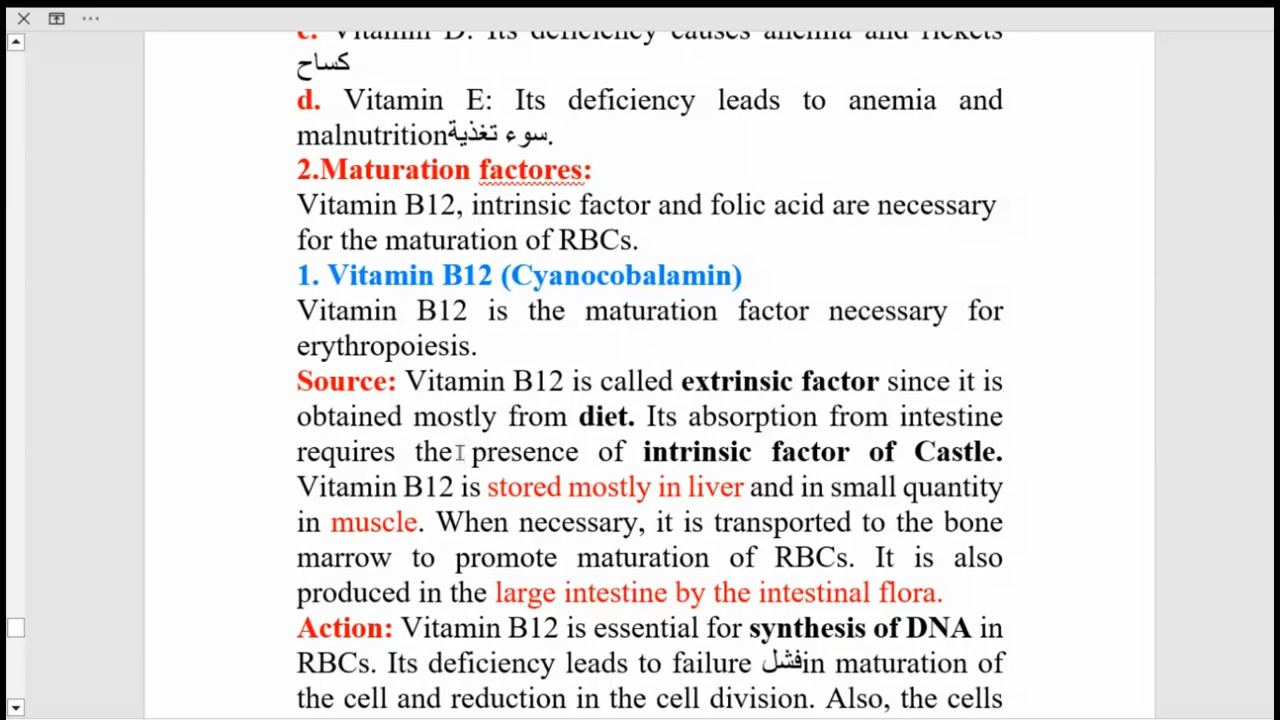 c. Vitamin D: Its deficiency causes anemia and rickets
كساح
d. Vitamin E: Its deficiency leads to anemia and
malnutritionسوء تغذية.
2.Maturation factores:
Vitamin B12, intrinsic factor and folic acid are necessary
for the maturation of RBCs.
1. Vitamin B12 (Cyanocobalamin)
Vitamin B12 is the maturation factor necessary for
erythropoiesis.
Source: Vitamin B12 is called extrinsic factor since it is
obtained mostly from diet. Its absorption from intestine
requires the presence of intrinsic factor of Castle.
Vitamin B12 is stored mostly in liver and in small quantity
in muscle. When necessary, it is transported to the bone
marrow to promote maturation of RBCs. It is also
produced in the large intestine by the intestinal flora.
Action: Vitamin B12 is essential for synthesis of DNA in
RBCs. Its deficiency leads to failure فشلin maturation of
the cell and reduction in the cell division. Also, the cells